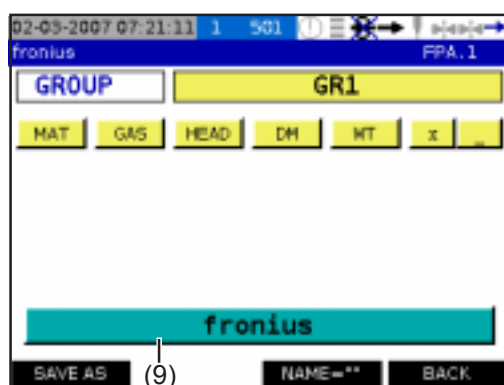 02-03-2007 07:21:11 1 501
fronius FPA.1
GROUP GR1
MAT GAS HEAD DM WT x _
fronius
SAVE AS (9) NAME="" BACK